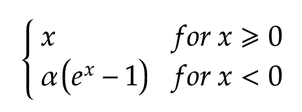 x for x ⩾ 0
α(eˣ − 1) for x < 0